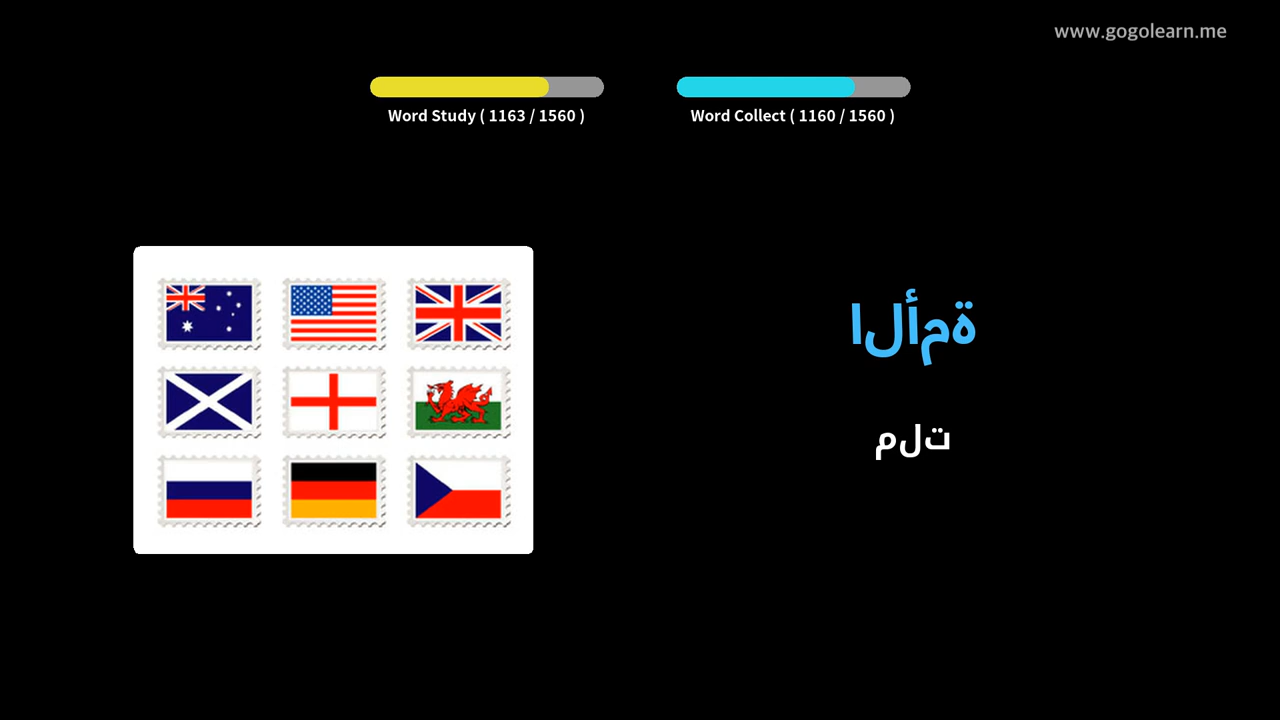 www.gogolearn.me
Word Study ( 1163 / 1560 )
Word Collect ( 1160 / 1560 )
الأمة
ملت